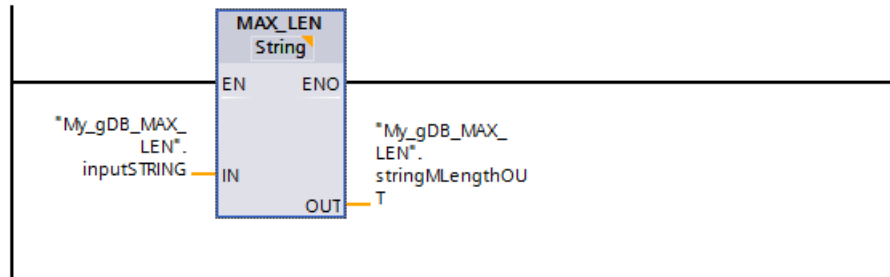 MAX_LEN
String
EN ENO
"My_gDB_MAX_
LEN".
inputSTRING
IN
"My_gDB_MAX_
LEN".
stringMLengthOU
T
OUT